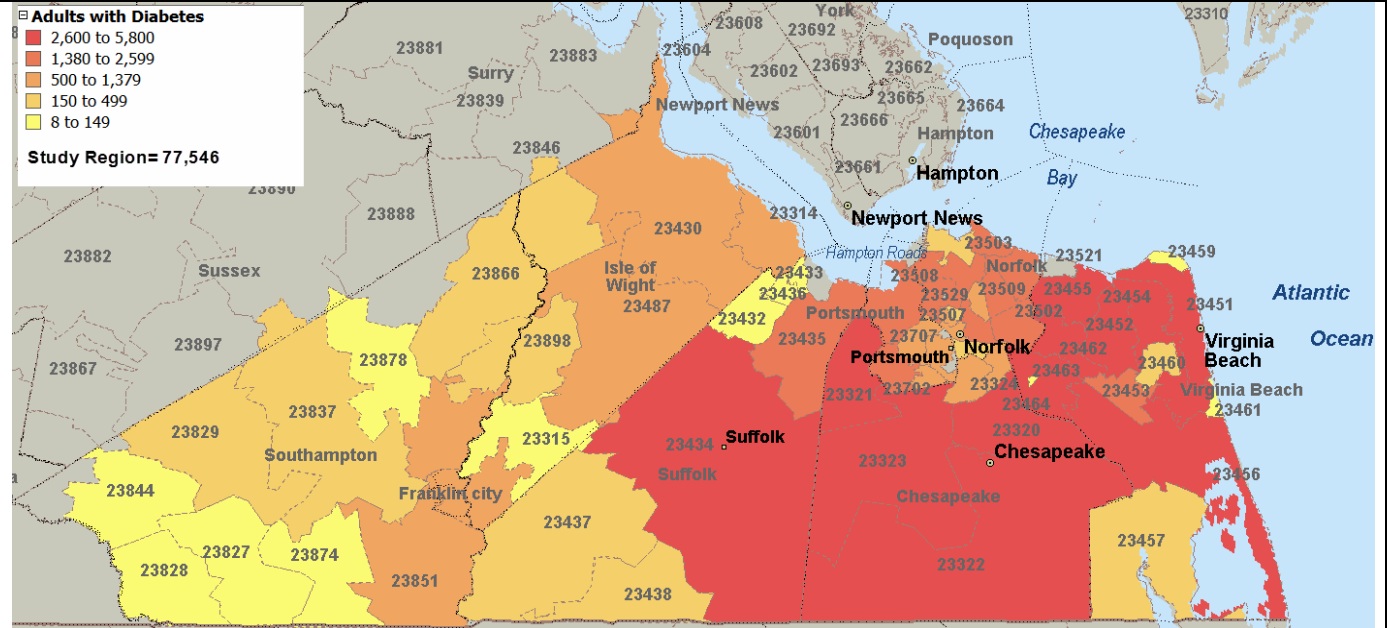 Adults with Diabetes
2,600 to 5,800
1,380 to 2,599
500 to 1,379
150 to 499
8 to 149
Study Region= 77,546
York
23310
23608
23692
23881
23883
23604
Poquoson
Surry
23602
23693
23662
23839
Newport News
23665
23664
23666
23601
Hampton
Chesapeake
23846
23661
Bay
Hampton
23890
23888
23314
Newport News
23430
23882
Hampton Roads
23503
23521
23459
Sussex
23866
Isle of
Wight
23433
23508
Norfolk
23436
23529
23509
23455
23454
Atlantic
23487
23451
23432
Portsmouth
23507
23502
23452
Ocean
23898
23435
23707
Norfolk
23462
Virginia
Beach
23897
23878
Portsmouth
23463
23460
23867
23702
23324
23453
Virginia Beach
23321
23464
23461
23837
23829
23315
23434
Suffolk
23320
Southampton
23323
Chesapeake
Suffolk
23456
23844
Franklin city
Chesapeake
23437
23457
23827
23874
23828
23851
23322
23438